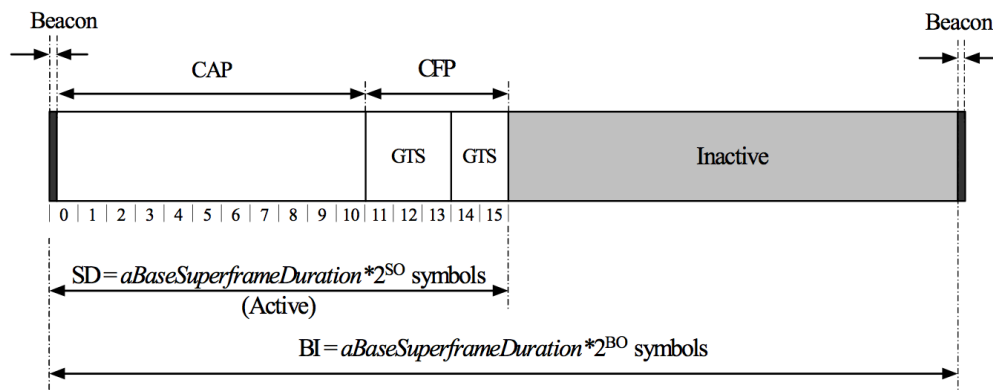 Beacon
Beacon
CAP
CFP
GTS
GTS
Inactive
0 1 2 3 4 5 6 7 8 9 10 11 12 13 14 15
SD = aBaseSuperframeDuration*2^SO symbols
(Active)
BI = aBaseSuperframeDuration*2^BO symbols